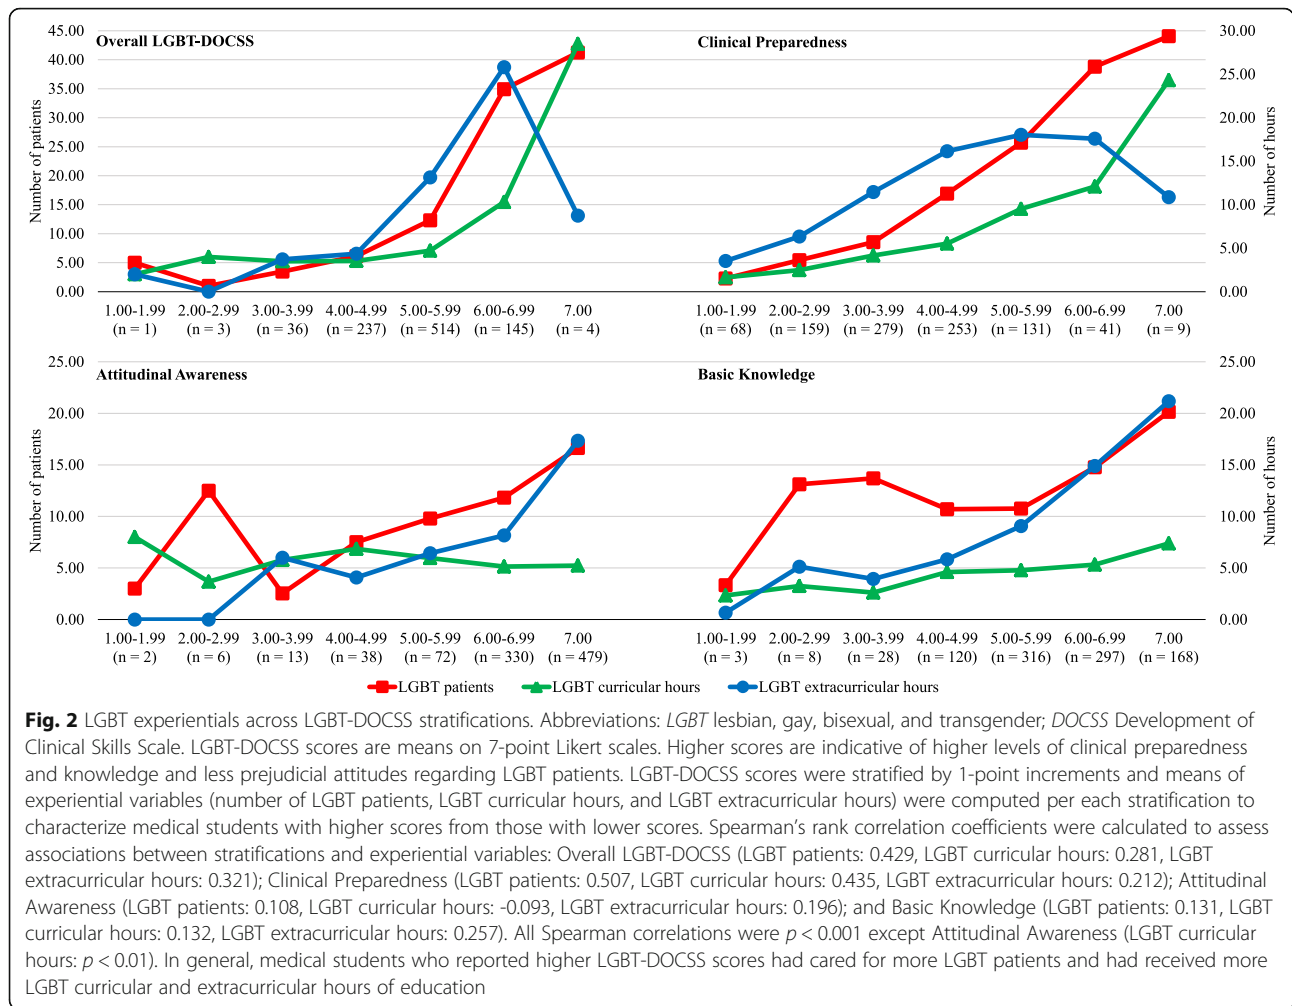 Overall LGBT-DOCSS
Number of patients
45.00
40.00
35.00
30.00
25.00
20.00
15.00
10.00
5.00
0.00
1.00-1.99 2.00-2.99 3.00-3.99 4.00-4.99 5.00-5.99 6.00-6.99 7.00
(n = 1) (n = 3) (n = 36) (n = 237) (n = 514) (n = 145) (n = 4)
Clinical Preparedness
30.00
25.00
20.00
15.00
10.00
5.00
0.00
Number of hours
1.00-1.99 2.00-2.99 3.00-3.99 4.00-4.99 5.00-5.99 6.00-6.99 7.00
(n = 68) (n = 159) (n = 279) (n = 253) (n = 131) (n = 41) (n = 9)
Attitudinal Awareness
Number of patients
25.00
20.00
15.00
10.00
5.00
0.00
1.00-1.99 2.00-2.99 3.00-3.99 4.00-4.99 5.00-5.99 6.00-6.99 7.00
(n = 2) (n = 6) (n = 13) (n = 38) (n = 72) (n = 330) (n = 479)
Basic Knowledge
25.00
20.00
15.00
10.00
5.00
0.00
Number of hours
1.00-1.99 2.00-2.99 3.00-3.99 4.00-4.99 5.00-5.99 6.00-6.99 7.00
(n = 3) (n = 8) (n = 28) (n = 120) (n = 316) (n = 297) (n = 168)
LGBT patients LGBT curricular hours LGBT extracurricular hours
Fig. 2 LGBT experientials across LGBT-DOCSS stratifications. Abbreviations: LGBT lesbian, gay, bisexual, and transgender; DOCSS Development of
Clinical Skills Scale. LGBT-DOCSS scores are means on 7-point Likert scales. Higher scores are indicative of higher levels of clinical preparedness
and knowledge and less prejudicial attitudes regarding LGBT patients. LGBT-DOCSS scores were stratified by 1-point increments and means of
experiential variables (number of LGBT patients, LGBT curricular hours, and LGBT extracurricular hours) were computed per each stratification to
characterize medical students with higher scores from those with lower scores. Spearman's rank correlation coefficients were calculated to assess
associations between stratifications and experiential variables: Overall LGBT-DOCSS (LGBT patients: 0.429, LGBT curricular hours: 0.281, LGBT
extracurricular hours: 0.321); Clinical Preparedness (LGBT patients: 0.507, LGBT curricular hours: 0.435, LGBT extracurricular hours: 0.212); Attitudinal
Awareness (LGBT patients: 0.108, LGBT curricular hours: -0.093, LGBT extracurricular hours: 0.196); and Basic Knowledge (LGBT patients: 0.131, LGBT
curricular hours: 0.132, LGBT extracurricular hours: 0.257). All Spearman correlations were p < 0.001 except Attitudinal Awareness (LGBT curricular
hours: p < 0.01). In general, medical students who reported higher LGBT-DOCSS scores had cared for more LGBT patients and had received more
LGBT curricular and extracurricular hours of education